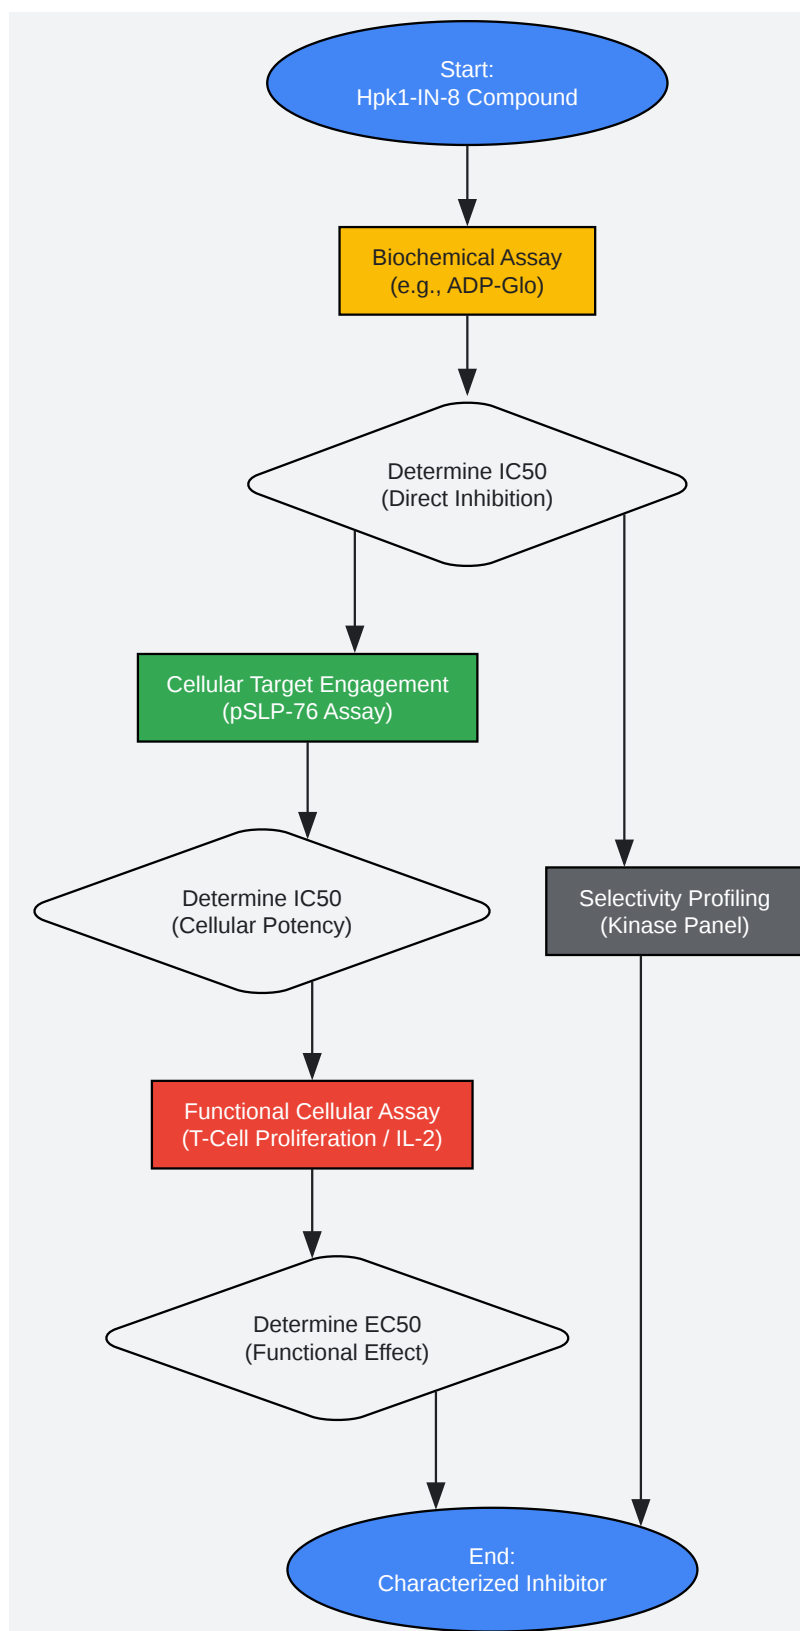 Start:
Hpk1-IN-8 Compound
Biochemical Assay
(e.g., ADP-Glo)
Determine IC50
(Direct Inhibition)
Cellular Target Engagement
(pSLP-76 Assay)
Determine IC50
(Cellular Potency)
Selectivity Profiling
(Kinase Panel)
Functional Cellular Assay
(T-Cell Proliferation / IL-2)
Determine EC50
(Functional Effect)
End:
Characterized Inhibitor